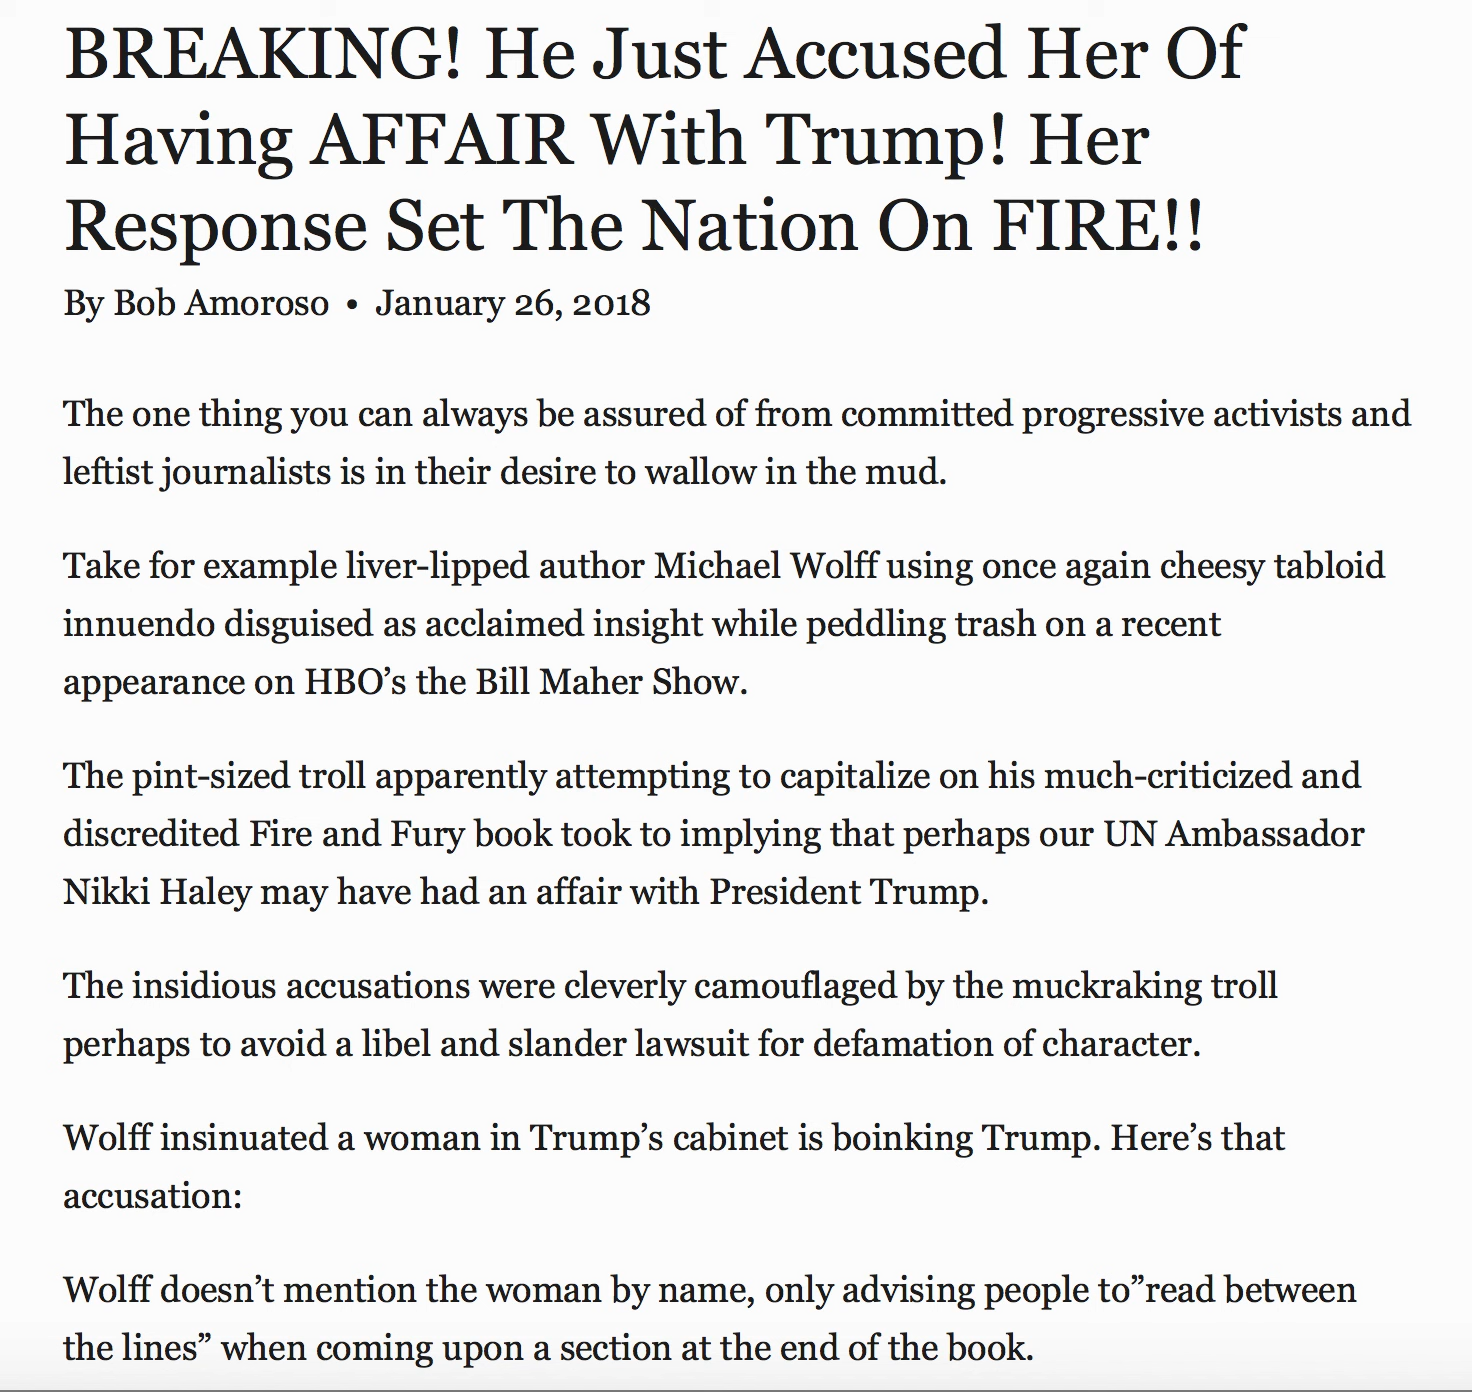 BREAKING! He Just Accused Her Of
Having AFFAIR With Trump! Her
Response Set The Nation On FIRE!!
By Bob Amoroso • January 26, 2018
The one thing you can always be assured of from committed progressive activists and
leftist journalists is in their desire to wallow in the mud.
Take for example liver-lipped author Michael Wolff using once again cheesy tabloid
innuendo disguised as acclaimed insight while peddling trash on a recent
appearance on HBO’s the Bill Maher Show.
The pint-sized troll apparently attempting to capitalize on his much-criticized and
discredited Fire and Fury book took to implying that perhaps our UN Ambassador
Nikki Haley may have had an affair with President Trump.
The insidious accusations were cleverly camouflaged by the muckraking troll
perhaps to avoid a libel and slander lawsuit for defamation of character.
Wolff insinuated a woman in Trump’s cabinet is boinking Trump. Here’s that
accusation:
Wolff doesn’t mention the woman by name, only advising people to”read between
the lines” when coming upon a section at the end of the book.